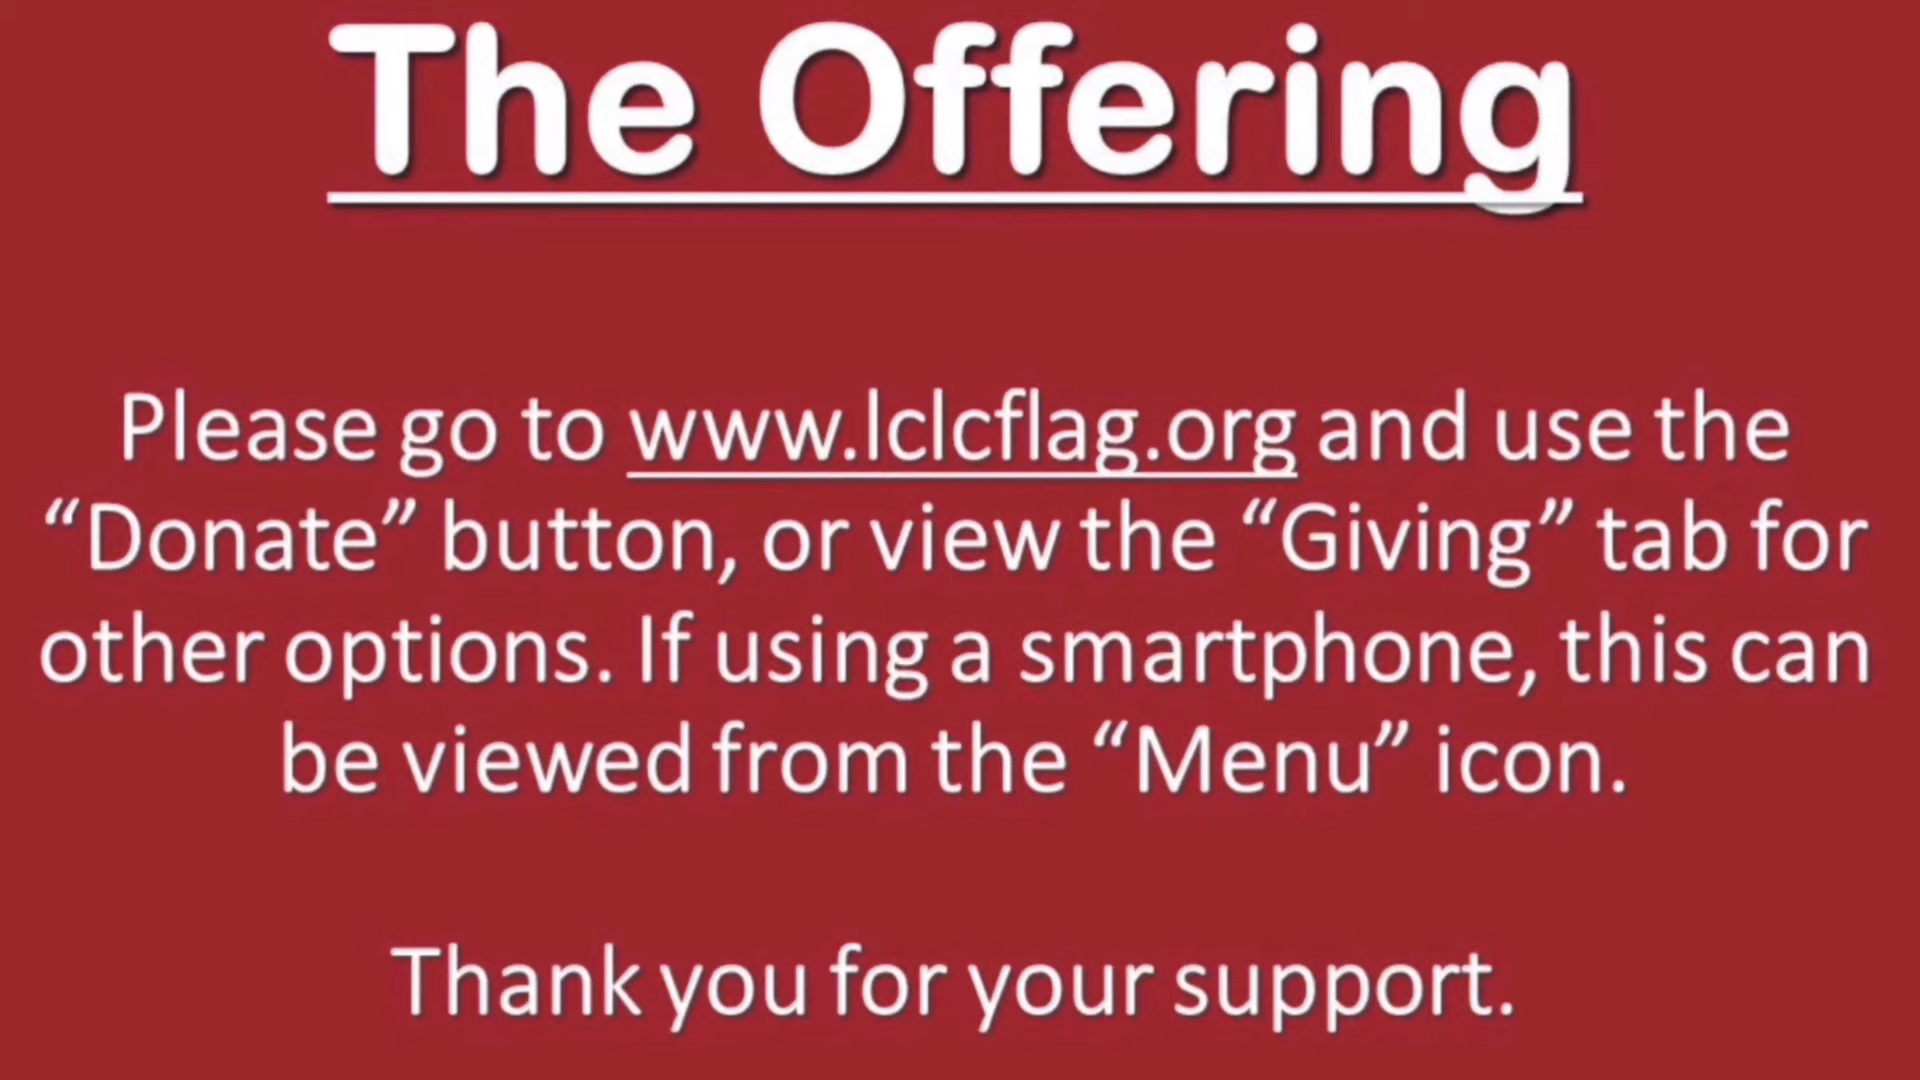 The Offering
Please go to www.lclcflag.org and use the
“Donate” button, or view the “Giving” tab for
other options. If using a smartphone, this can
be viewed from the “Menu” icon.
Thank you for your support.